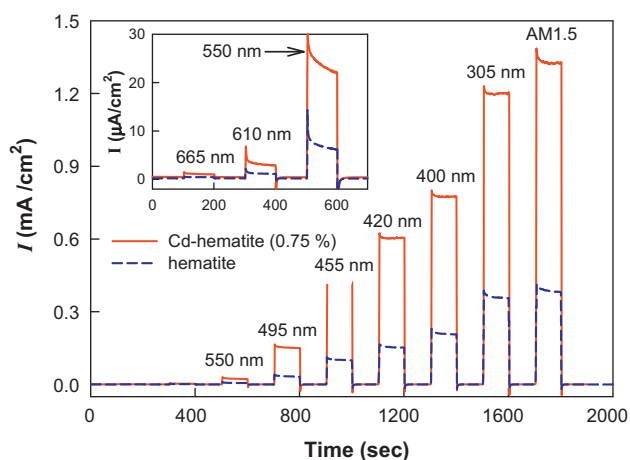 1.5
1.2
0.9
0.6
0.3
0.0
I (mA /cm²)
0 400 800 1200 1600 2000
Time (sec)
30
20
10
0
I (µA/cm²)
0 200 400 600
665 nm
610 nm
550 nm
Cd-hematite (0.75 %)
hematite
550 nm
495 nm
455 nm
420 nm
400 nm
305 nm
AM1.5